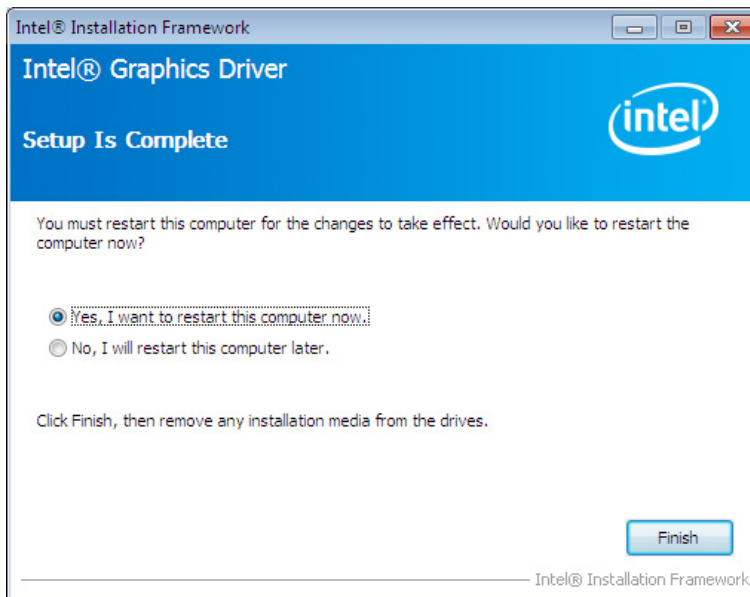 Intel® Installation Framework
Intel® Graphics Driver
intel®
Setup Is Complete
You must restart this computer for the changes to take effect. Would you like to restart the
computer now?
Yes, I want to restart this computer now.
No, I will restart this computer later.
Click Finish, then remove any installation media from the drives.
Finish
Intel® Installation Framework